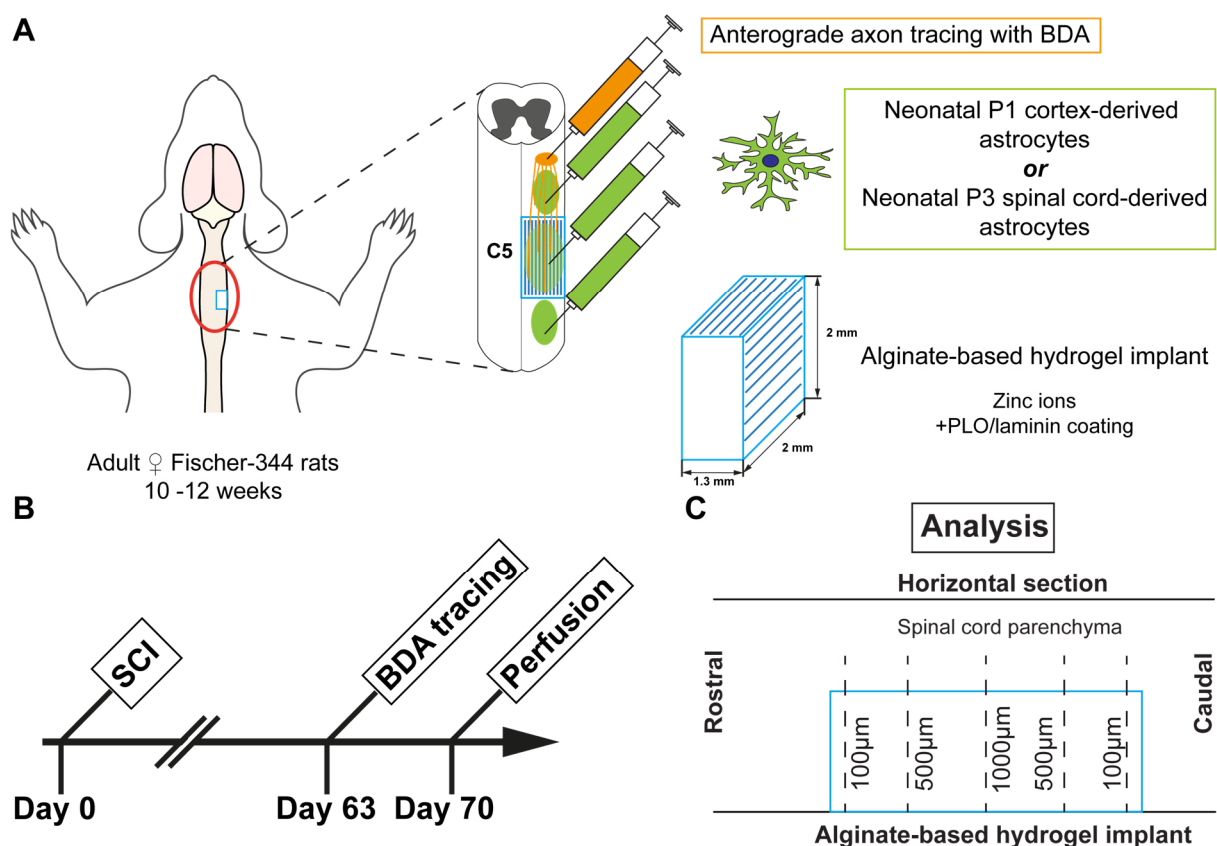 A
Anterograde axon tracing with BDA
Neonatal P1 cortex-derived
astrocytes
or
Neonatal P3 spinal cord-derived
astrocytes
C5
2 mm
2 mm
1.3 mm
Alginate-based hydrogel implant
Zinc ions
+PLO/laminin coating
Adult ♀ Fischer-344 rats
10 -12 weeks
B
SCI
BDA tracing
Perfusion
Day 0
Day 63
Day 70
C
Analysis
Horizontal section
Spinal cord parenchyma
Rostral
Caudal
100µm
500µm
1000µm
500µm
100µm
Alginate-based hydrogel implant